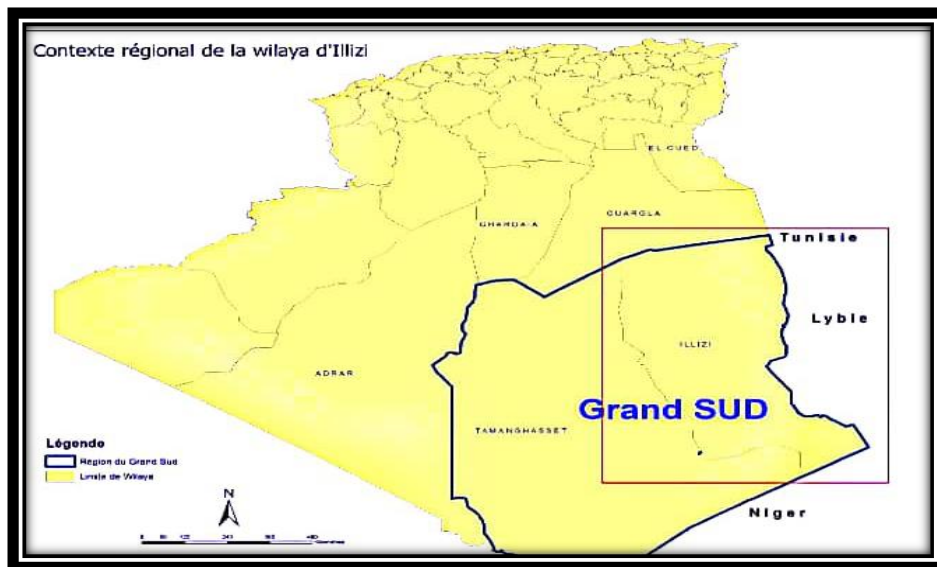 Contexte régional de la wilaya d'Illizi
EL OUED
GHARDAIA
OUARGLA
Tunisie
Lybie
ILLIZI
ADRAR
Grand SUD
TAMANGHASSET
Légende
Région du Grand Sud
Limite de Wilaya
N
Niger